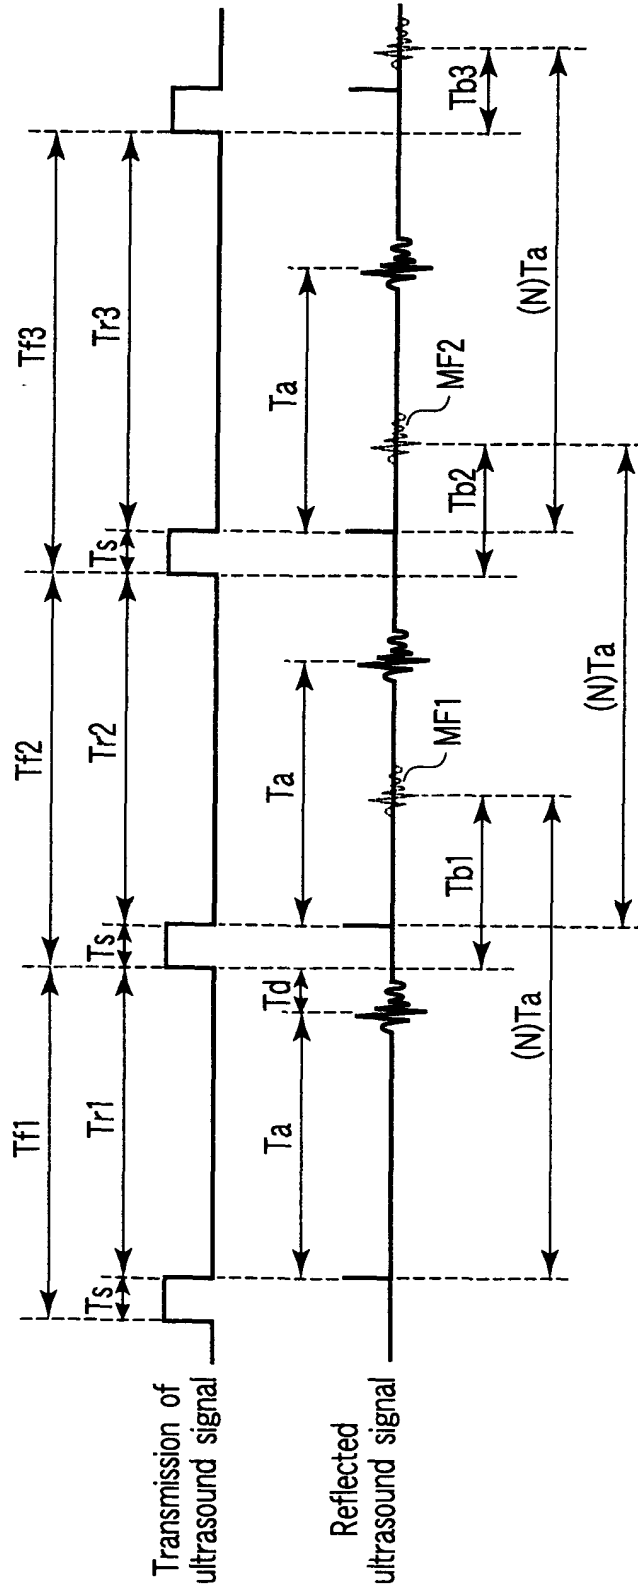 Tf1
Tf2
Tf3
Ts
Tr1
Ts
Tr2
Ts
Tr3
Transmission of
ultrasound signal
Ta
Td
Ta
Ta
Reflected
ultrasound signal
MF1
MF2
Tb1
Tb2
Tb3
(N)Ta
(N)Ta
(N)Ta